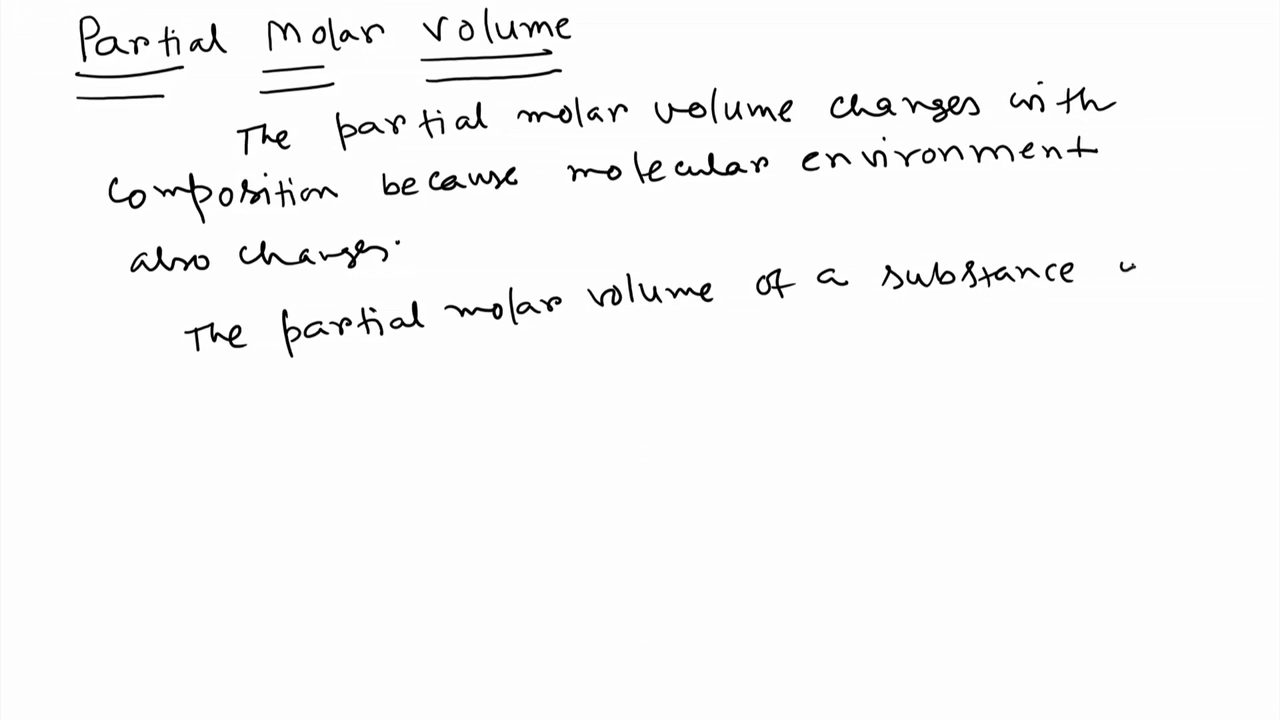 Partial Molar Volume
The partial molar volume changes with
composition because molecular environment
also changes.
The partial molar volume of a substance